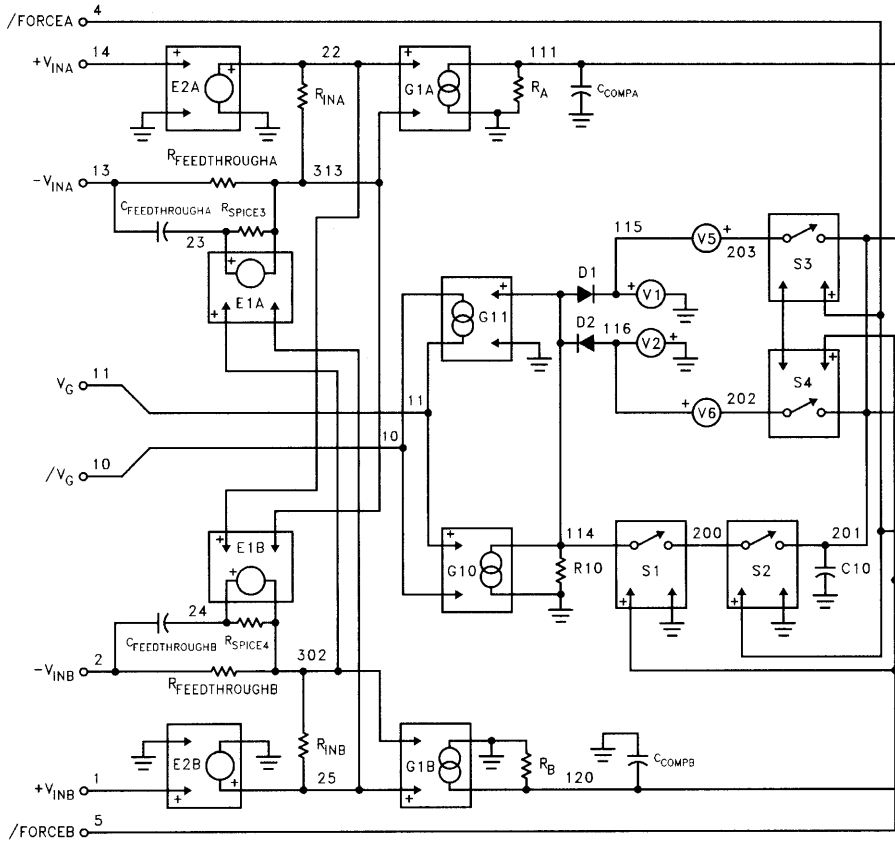 /FORCEA 4
+VINA 14
E2A
22
RINA
G1A
111
RA
CCOMPA
RFEEDTHROUGHA
-VINA 13
313
CFEEDTHROUGHA
RSPICE3
23
E1A
115
V5
203
S3
D1
V1
G11
D2
116
V2
S4
VG 11
11
V6
202
10
/VG 10
E1B
G10
114
R10
S1
200
S2
201
C10
24
CFEEDTHROUGHB
RSPICE4
-VINB 2
302
RFEEDTHROUGHB
E2B
RINB
G1B
RB
CCOMPB
25
120
+VINB 1
/FORCEB 5